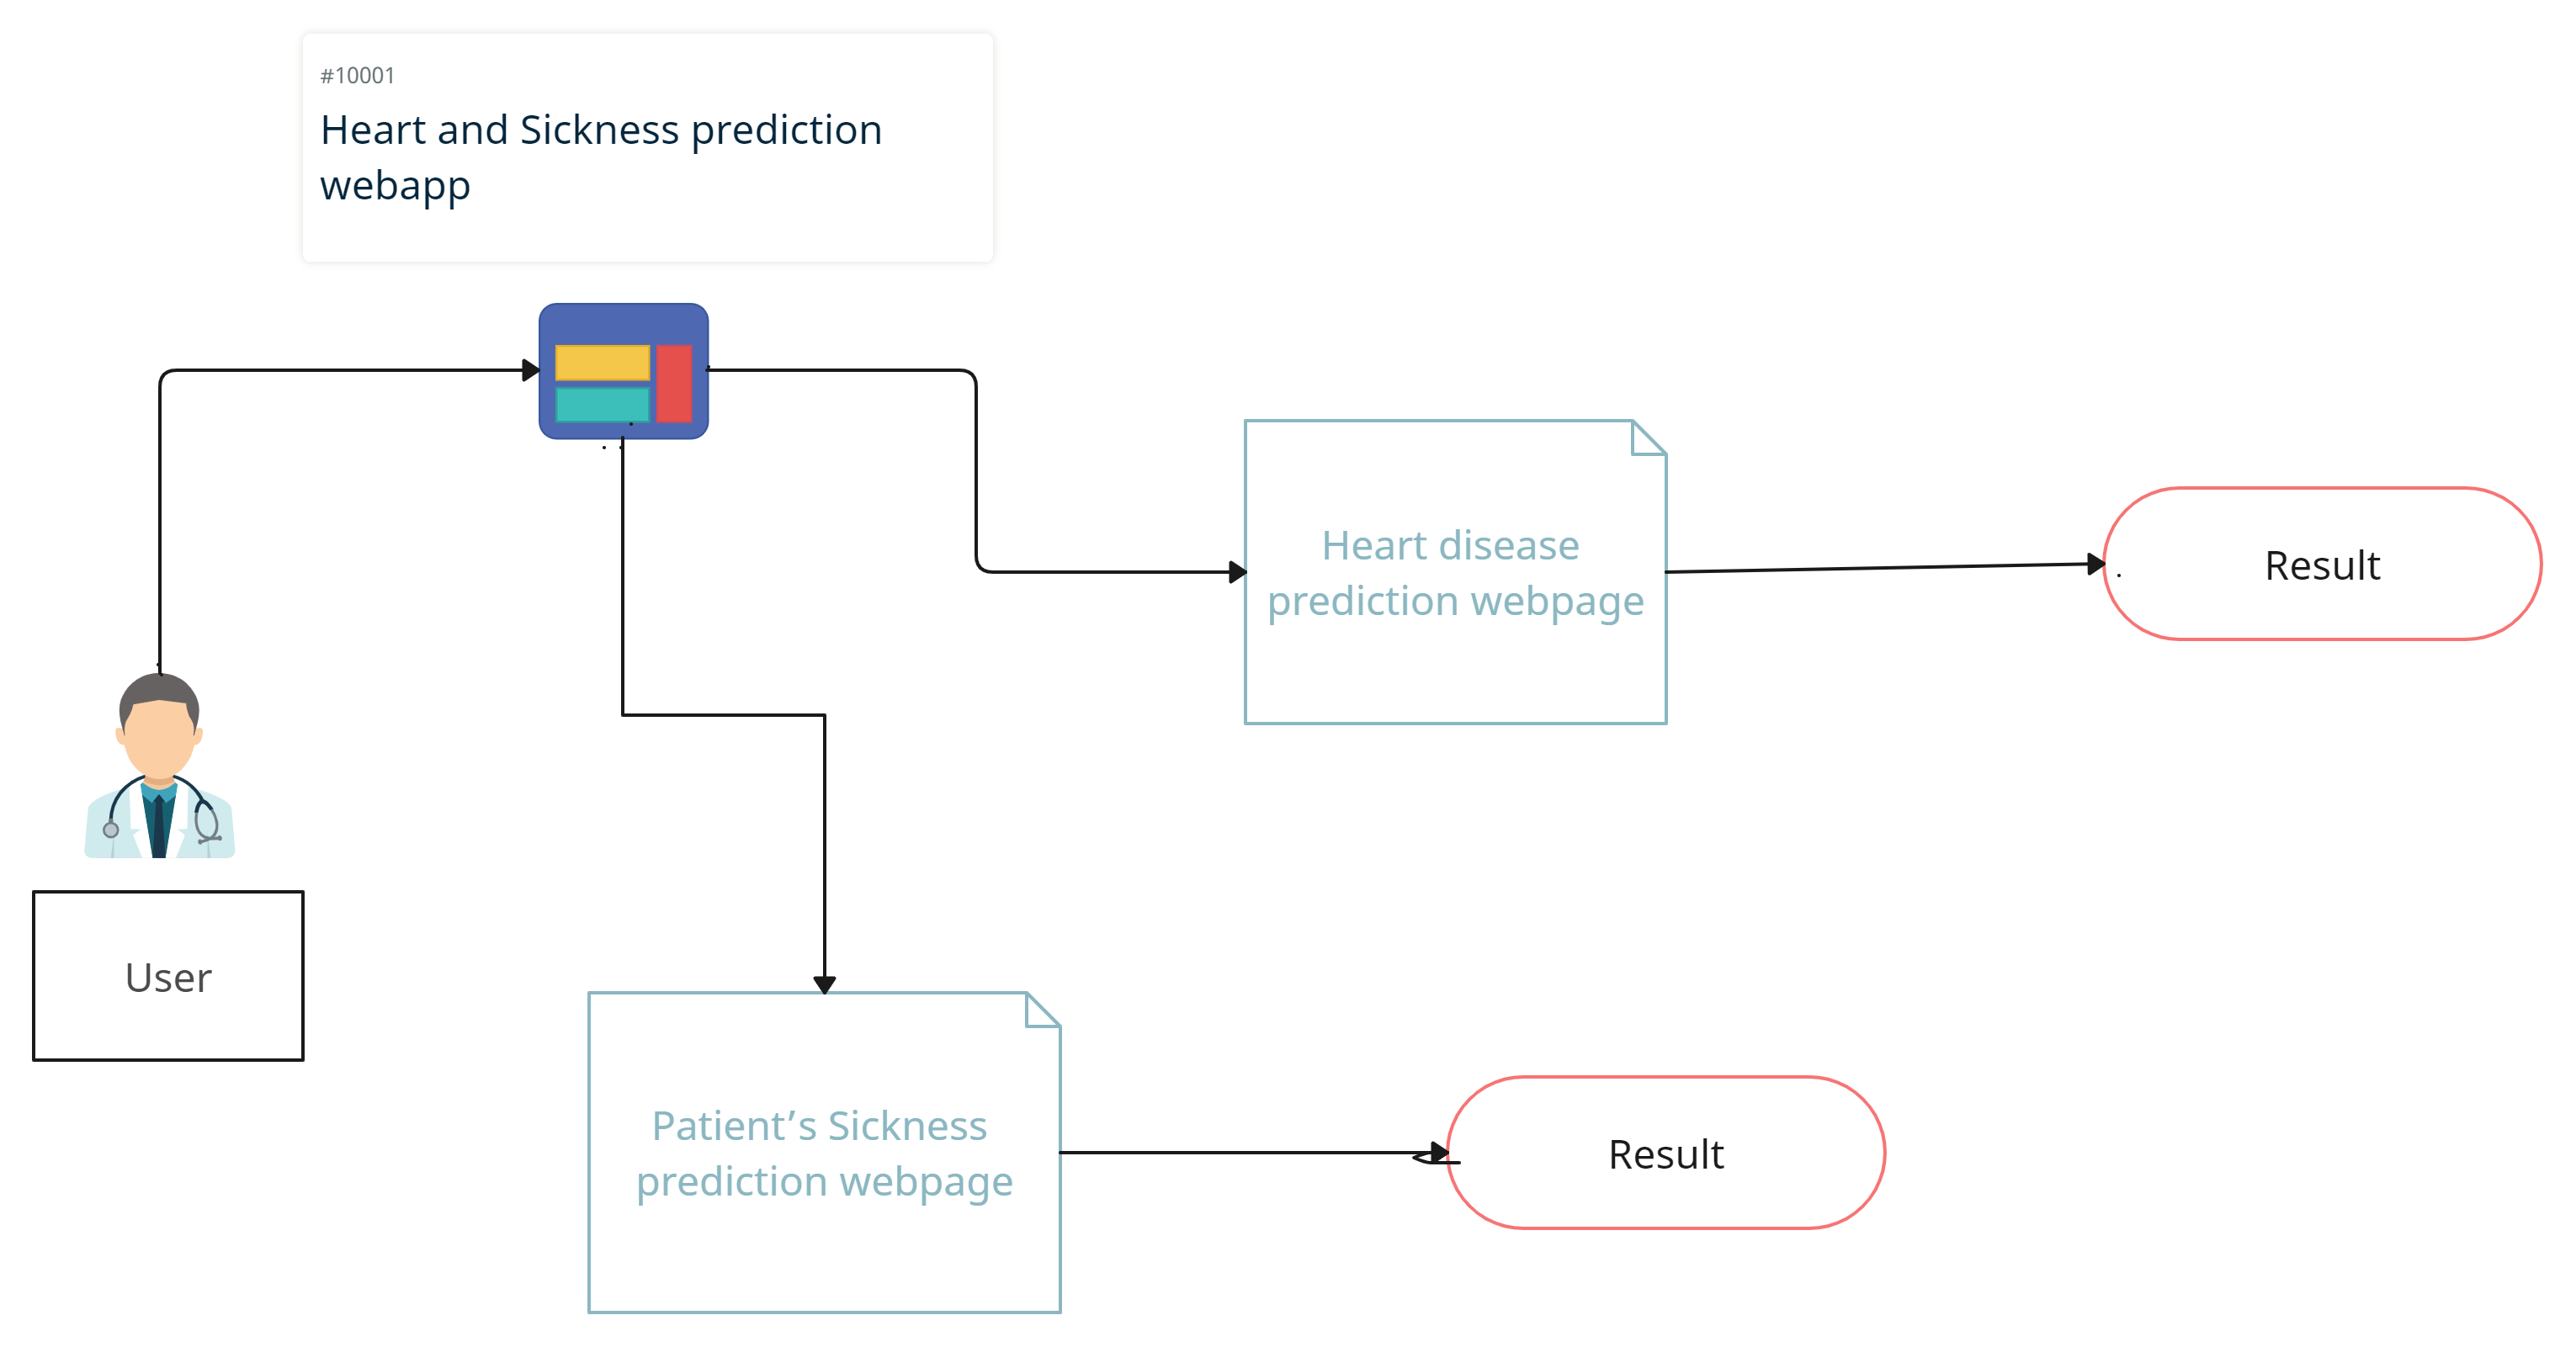 #10001
Heart and Sickness prediction
webapp
Heart disease
prediction webpage
Result
User
Patient’s Sickness
prediction webpage
Result